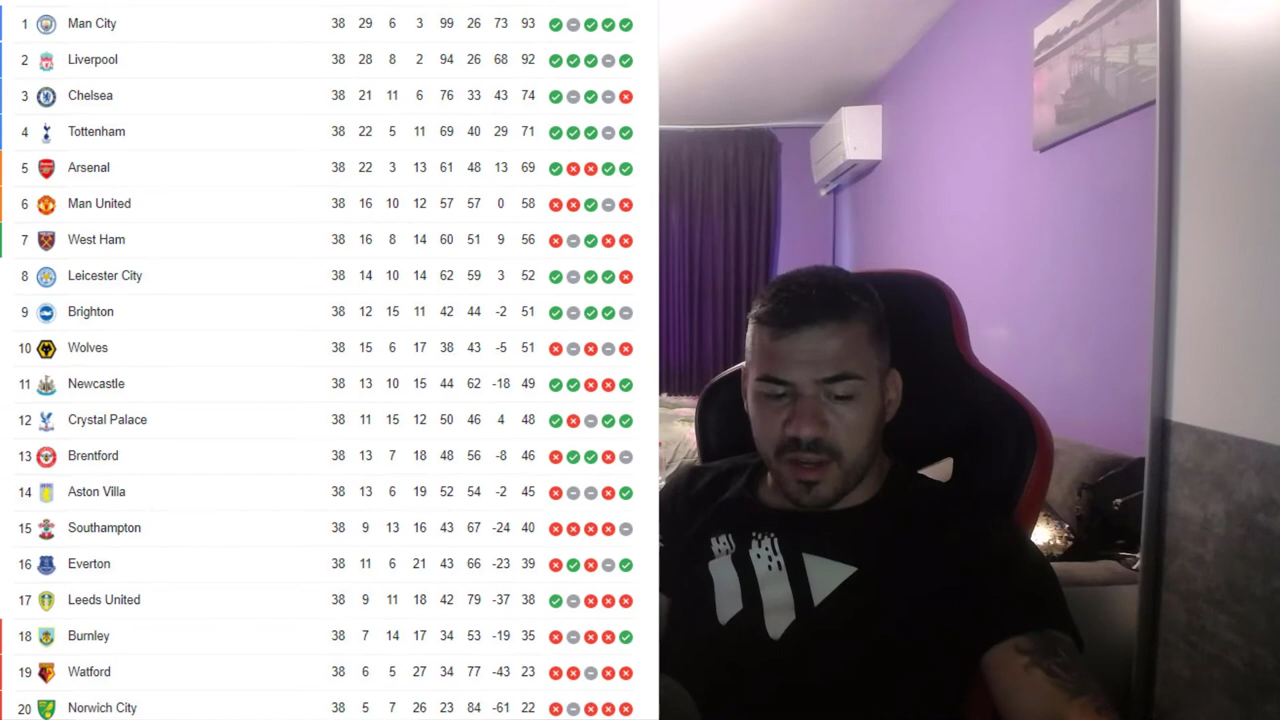 1 Man City 38 29 6 3 99 26 73 93
2 Liverpool 38 28 8 2 94 26 68 92
3 Chelsea 38 21 11 6 76 33 43 74
4 Tottenham 38 22 5 11 69 40 29 71
5 Arsenal 38 22 3 13 61 48 13 69
6 Man United 38 16 10 12 57 57 0 58
7 West Ham 38 16 8 14 60 51 9 56
8 Leicester City 38 14 10 14 62 59 3 52
9 Brighton 38 12 15 11 42 44 -2 51
10 Wolves 38 15 6 17 38 43 -5 51
11 Newcastle 38 13 10 15 44 62 -18 49
12 Crystal Palace 38 11 15 12 50 46 4 48
13 Brentford 38 13 7 18 48 56 -8 46
14 Aston Villa 38 13 6 19 52 54 -2 45
15 Southampton 38 9 13 16 43 67 -24 40
16 Everton 38 11 6 21 43 66 -23 39
17 Leeds United 38 9 11 18 42 79 -37 38
18 Burnley 38 7 14 17 34 53 -19 35
19 Watford 38 6 5 27 34 77 -43 23
20 Norwich City 38 5 7 26 23 84 -61 22